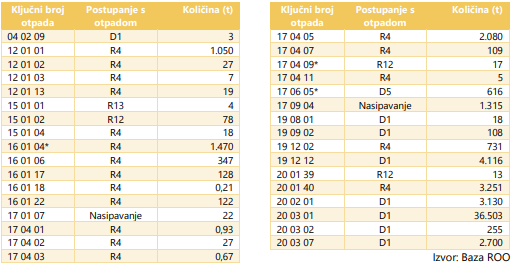 Ključni broj otpada Postupanje s otpadom Količina (t)
04 02 09 D1 3
12 01 01 R4 1.050
12 01 02 R4 27
12 01 03 R4 7
12 01 13 R4 19
15 01 01 R13 4
15 01 02 R12 78
15 01 04 R4 18
16 01 04* R4 1.470
16 01 06 R4 347
16 01 17 R4 128
16 01 18 R4 0,21
16 01 22 R4 122
17 01 07 Nasipavanje 22
17 04 01 R4 0,93
17 04 02 R4 27
17 04 03 R4 0,67
Ključni broj otpada Postupanje s otpadom Količina (t)
17 04 05 R4 2.080
17 04 07 R4 109
17 04 09* R12 17
17 04 11 R4 5
17 06 05* D5 616
17 09 04 Nasipavanje 1.315
19 08 01 D1 18
19 09 02 D1 108
19 12 02 R4 731
19 12 12 D1 4.116
20 01 39 R12 13
20 01 40 R4 3.251
20 02 01 D1 3.130
20 03 01 D1 36.503
20 03 02 D1 255
20 03 07 D1 2.700
Izvor: Baza ROO